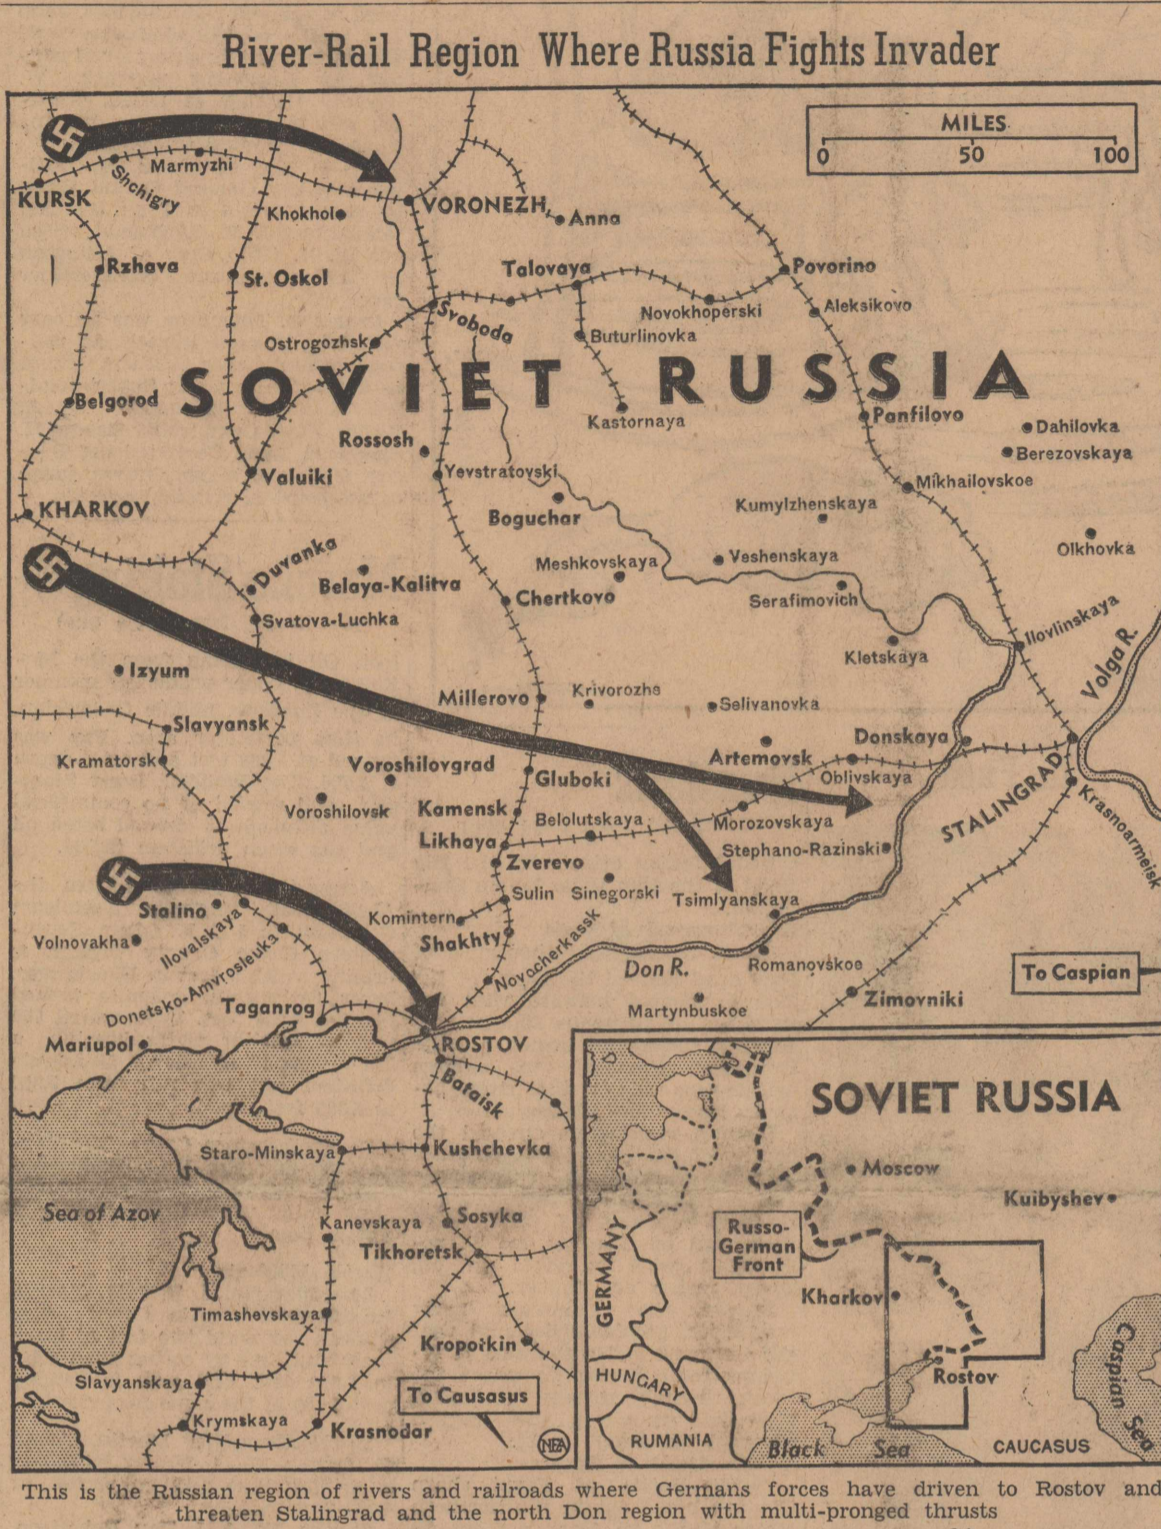 River-Rail Region Where Russia Fights Invader
MILES
0 50 100
KURSK
Shchigry
Marmyzhi
Khokhol
VORONEZH
Anna
Rzhava
St. Oskol
Talovaya
Povorino
Svoboda
Novokhoperski
Aleksikovo
Ostrogozhsk
Buturlinovka
SOVIET RUSSIA
Belgorod
Kastornaya
Panfilovo
Dahilovka
Rossosh
Berezovskaya
Valuiki
Yevstratovski
Mikhailovskoe
KHARKOV
Boguchar
Kumylzhenskaya
Olkhovka
Duvanka
Belaya-Kalitva
Meshkovskaya
Veshenskaya
Chertkovo
Serafimovich
Svatova-Luchka
Ilovlinskaya
Kletskaya
Volga R.
Izyum
Millerovo
Krivorozhe
Selivanovka
Slavyansk
Donskaya
Kramatorsk
Voroshilovgrad
Gluboki
Artemovsk
Oblivskaya
STALINGRAD
Voroshilovsk
Kamensk
Belolutskaya
Morozovskaya
Krasnoarmeisk
Likhaya
Stephano-Razinski
Zverevo
Sulin
Sinegorski
Tsimlyanskaya
Stalino
Komintern
Volnovakha
Ilovalskaya
Shakhty
Novocherkassk
Donetsko-Amvrosleuka
Don R.
Romanovskoe
To Caspian
Taganrog
Martynbuskoe
Zimovniki
Mariupol
ROSTOV
Bataisk
Staro-Minskaya
Kushchevka
Sea of Azov
Kanevskaya
Sosyka
Tikhoretsk
Timashevskaya
Kropotkin
Slavyanskaya
To Causasus
Krymskaya
Krasnodar
NEA
SOVIET RUSSIA
Moscow
Kuibyshev
Russo-
German
Front
GERMANY
Kharkov
Rostov
Caspian Sea
HUNGARY
RUMANIA
Black Sea
CAUCASUS
This is the Russian region of rivers and railroads where Germans forces have driven to Rostov and
threaten Stalingrad and the north Don region with multi-pronged thrusts